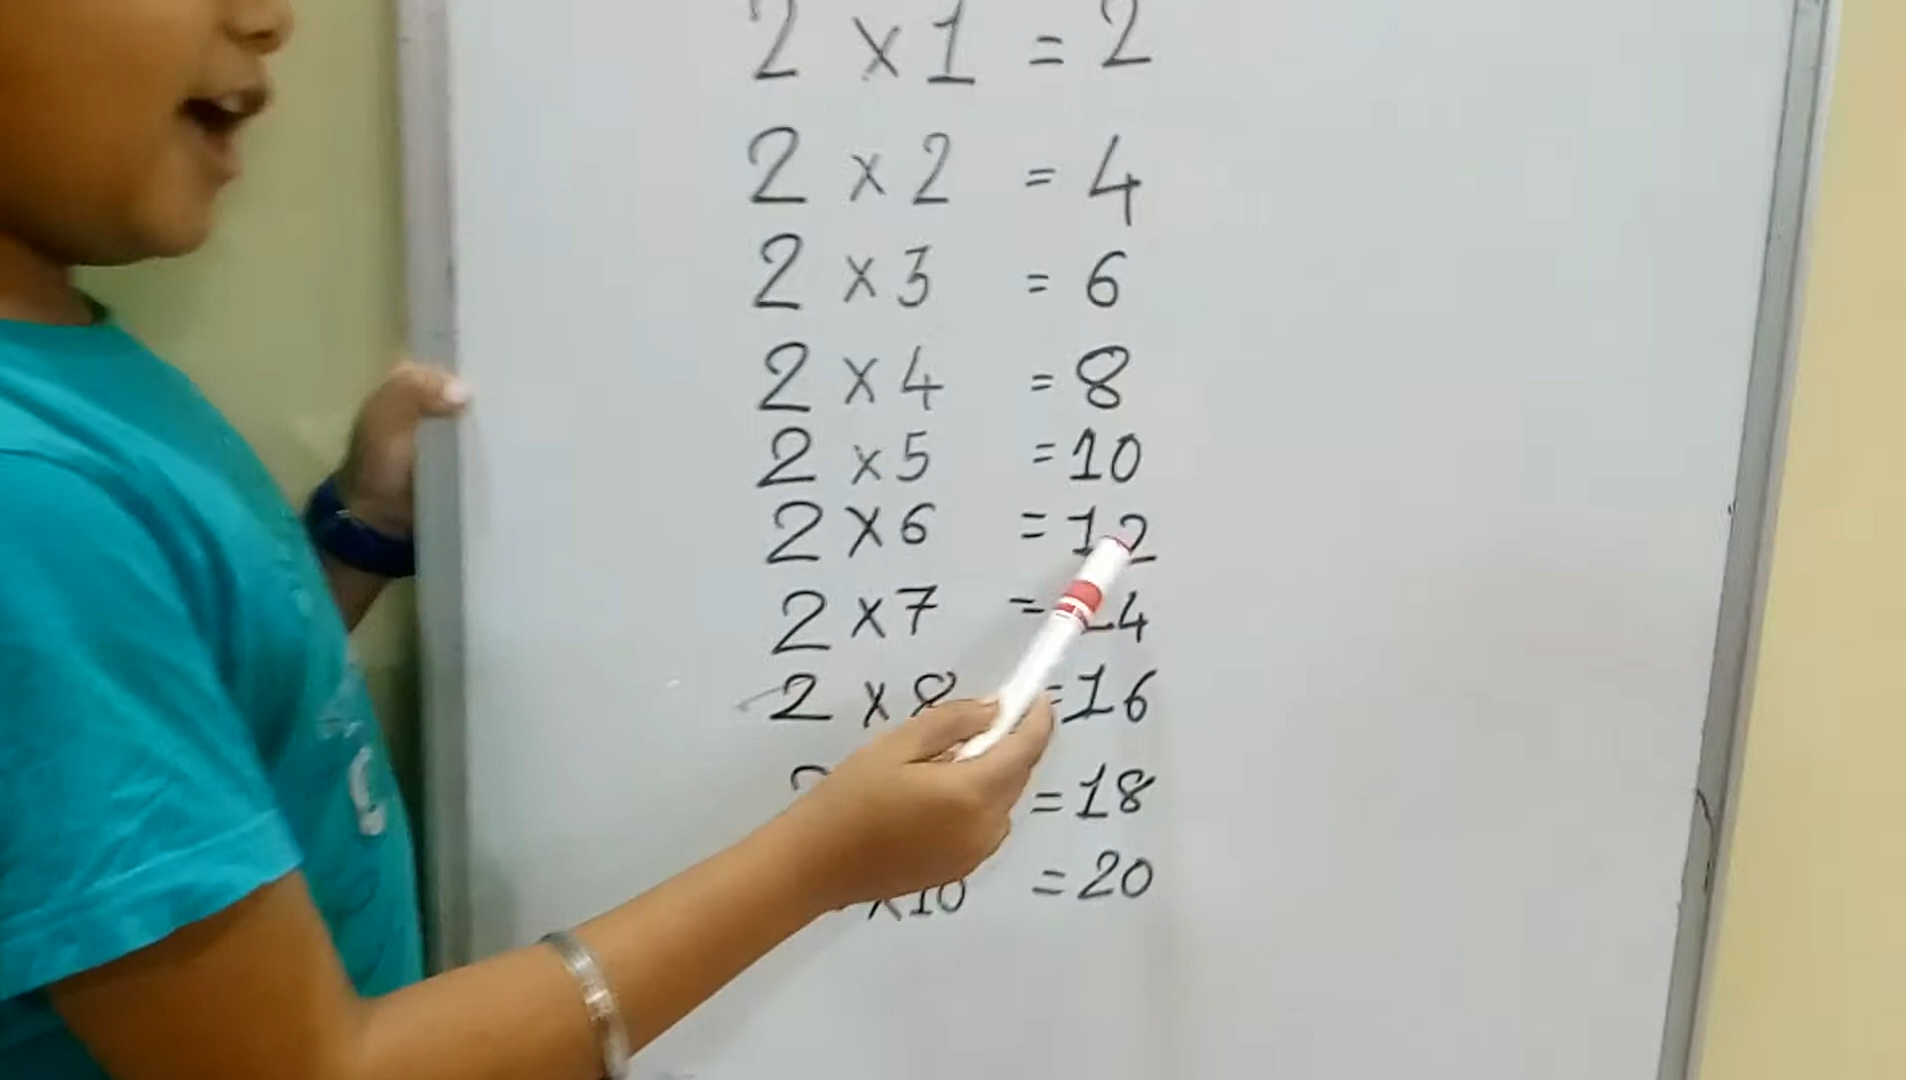 2 x 1 = 2
2 x 2 = 4
2 x 3 = 6
2 x 4 = 8
2 x 5 = 10
2 x 6 = 12
2 x 7 = 14
2 x 8 = 16
2 = 18
x 10 = 20